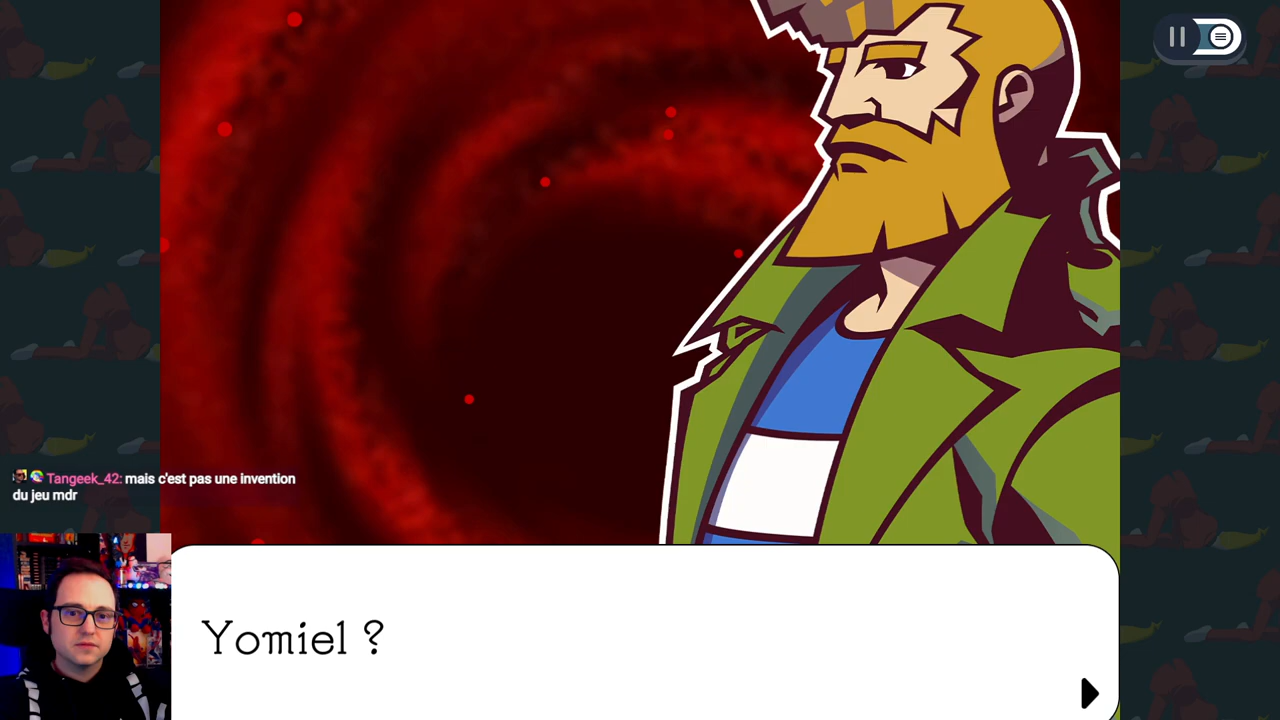 Tangeek_42: mais c'est pas une invention
du jeu mdr
Yomiel ?